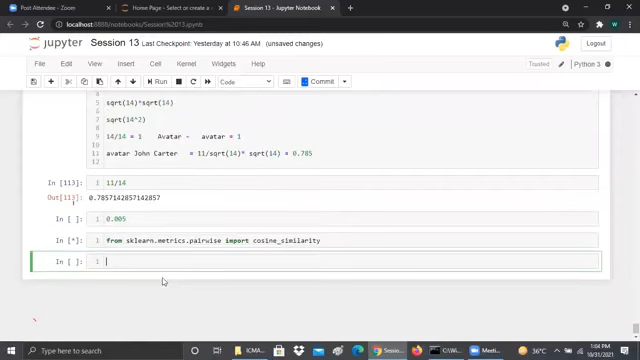 Post Attendee - Zoom
Home Page - Select or create a n
Session 13 - Jupyter Notebook
localhost:8888/notebooks/Session%2013.ipynb
jupyter Session 13 Last Checkpoint: Yesterday at 10:46 AM (unsaved changes)
Logout
File Edit View Insert Cell Kernel Widgets Help
Trusted Python 3
Run Code Commit
5 sqrt(14)*sqrt(14)
6
7 sqrt(14^2)
8
9 14/14 = 1 Avatar - avatar = 1
10
11 avatar John Carter = 11/sqrt(14)* sqrt(14) = 0.785
12
In [113]: 1 11/14
Out[113]: 0.7857142857142857
In [ ]: 1 0.005
In [*]: 1 from sklearn.metrics.pairwise import cosine_similarity
In [ ]: 1
Type here to search
ICMA...
Sessi...
C:\Wi...
Meeti...
36°C
1:04 PM
10/31/2021